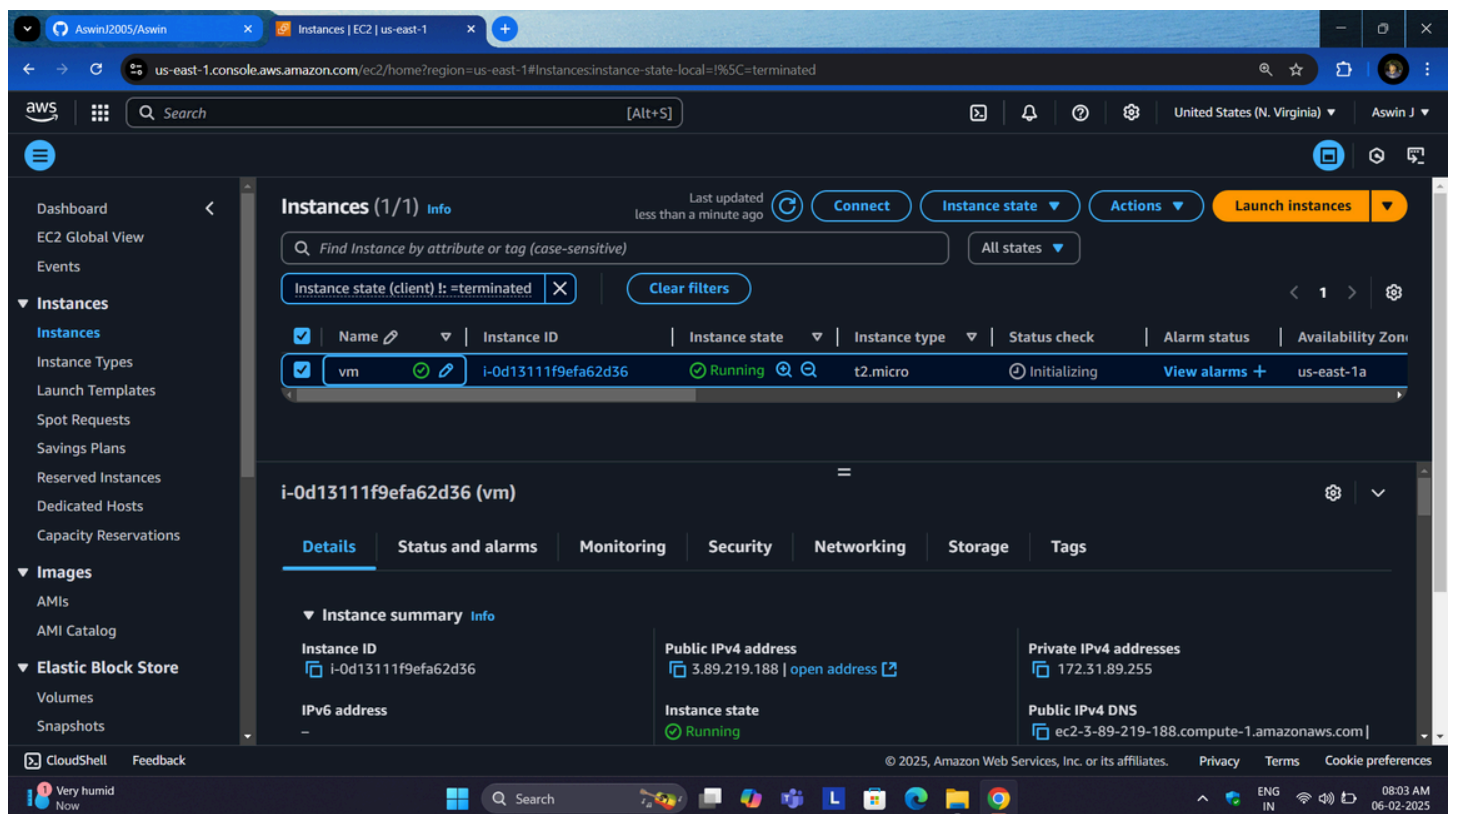 AswinJ2005/Aswin
Instances | EC2 | us-east-1
us-east-1.console.aws.amazon.com/ec2/home?region=us-east-1#Instances:instance-state-local=!%5C=terminated
aws
Search [Alt+S]
United States (N. Virginia)
Aswin J
Dashboard
EC2 Global View
Events
Instances
Instances
Instance Types
Launch Templates
Spot Requests
Savings Plans
Reserved Instances
Dedicated Hosts
Capacity Reservations
Images
AMIs
AMI Catalog
Elastic Block Store
Volumes
Snapshots
Instances (1/1) Info
Last updated
less than a minute ago
Connect
Instance state
Actions
Launch instances
Find Instance by attribute or tag (case-sensitive)
All states
Instance state (client) !: =terminated
Clear filters
1
Name Instance ID Instance state Instance type Status check Alarm status Availability Zone
vm i-0d13111f9efa62d36 Running t2.micro Initializing View alarms + us-east-1a
i-0d13111f9efa62d36 (vm)
Details Status and alarms Monitoring Security Networking Storage Tags
Instance summary Info
Instance ID
i-0d13111f9efa62d36
Public IPv4 address
3.89.219.188 | open address
Private IPv4 addresses
172.31.89.255
IPv6 address
–
Instance state
Running
Public IPv4 DNS
ec2-3-89-219-188.compute-1.amazonaws.com |
CloudShell Feedback
© 2025, Amazon Web Services, Inc. or its affiliates. Privacy Terms Cookie preferences
1
Very humid
Now
Search
L
ENG
IN
08:03 AM
06-02-2025